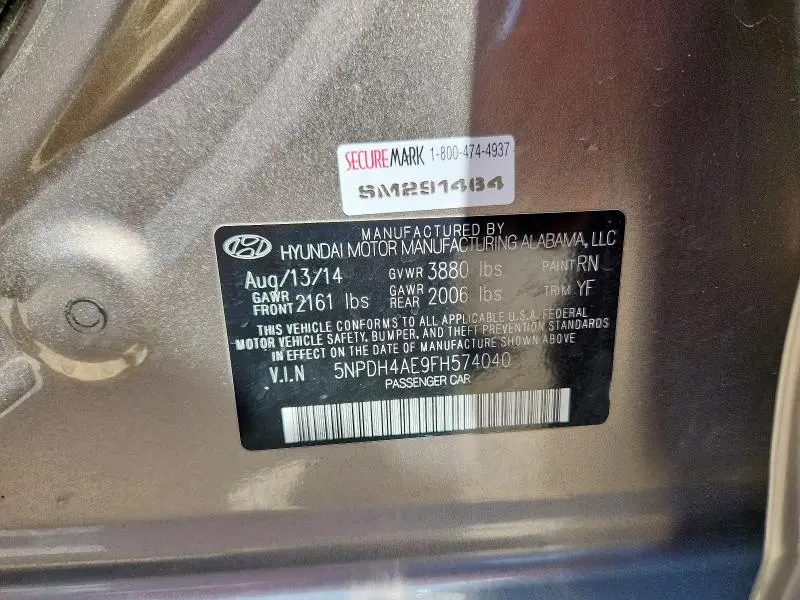 SECUREMARK 1-800-474-4937
SM291484
MANUFACTURED BY
HYUNDAI MOTOR MANUFACTURING ALABAMA, LLC
Aug/13/14 GVWR 3880 lbs PAINT RN
GAWR FRONT 2161 lbs GAWR REAR 2006 lbs TRIM YF
THIS VEHICLE CONFORMS TO ALL APPLICABLE U.S.A. FEDERAL
MOTOR VEHICLE SAFETY, BUMPER, AND THEFT PREVENTION STANDARDS
IN EFFECT ON THE DATE OF MANUFACTURE SHOWN ABOVE.
V.I.N 5NPDH4AE9FH574040
PASSENGER CAR